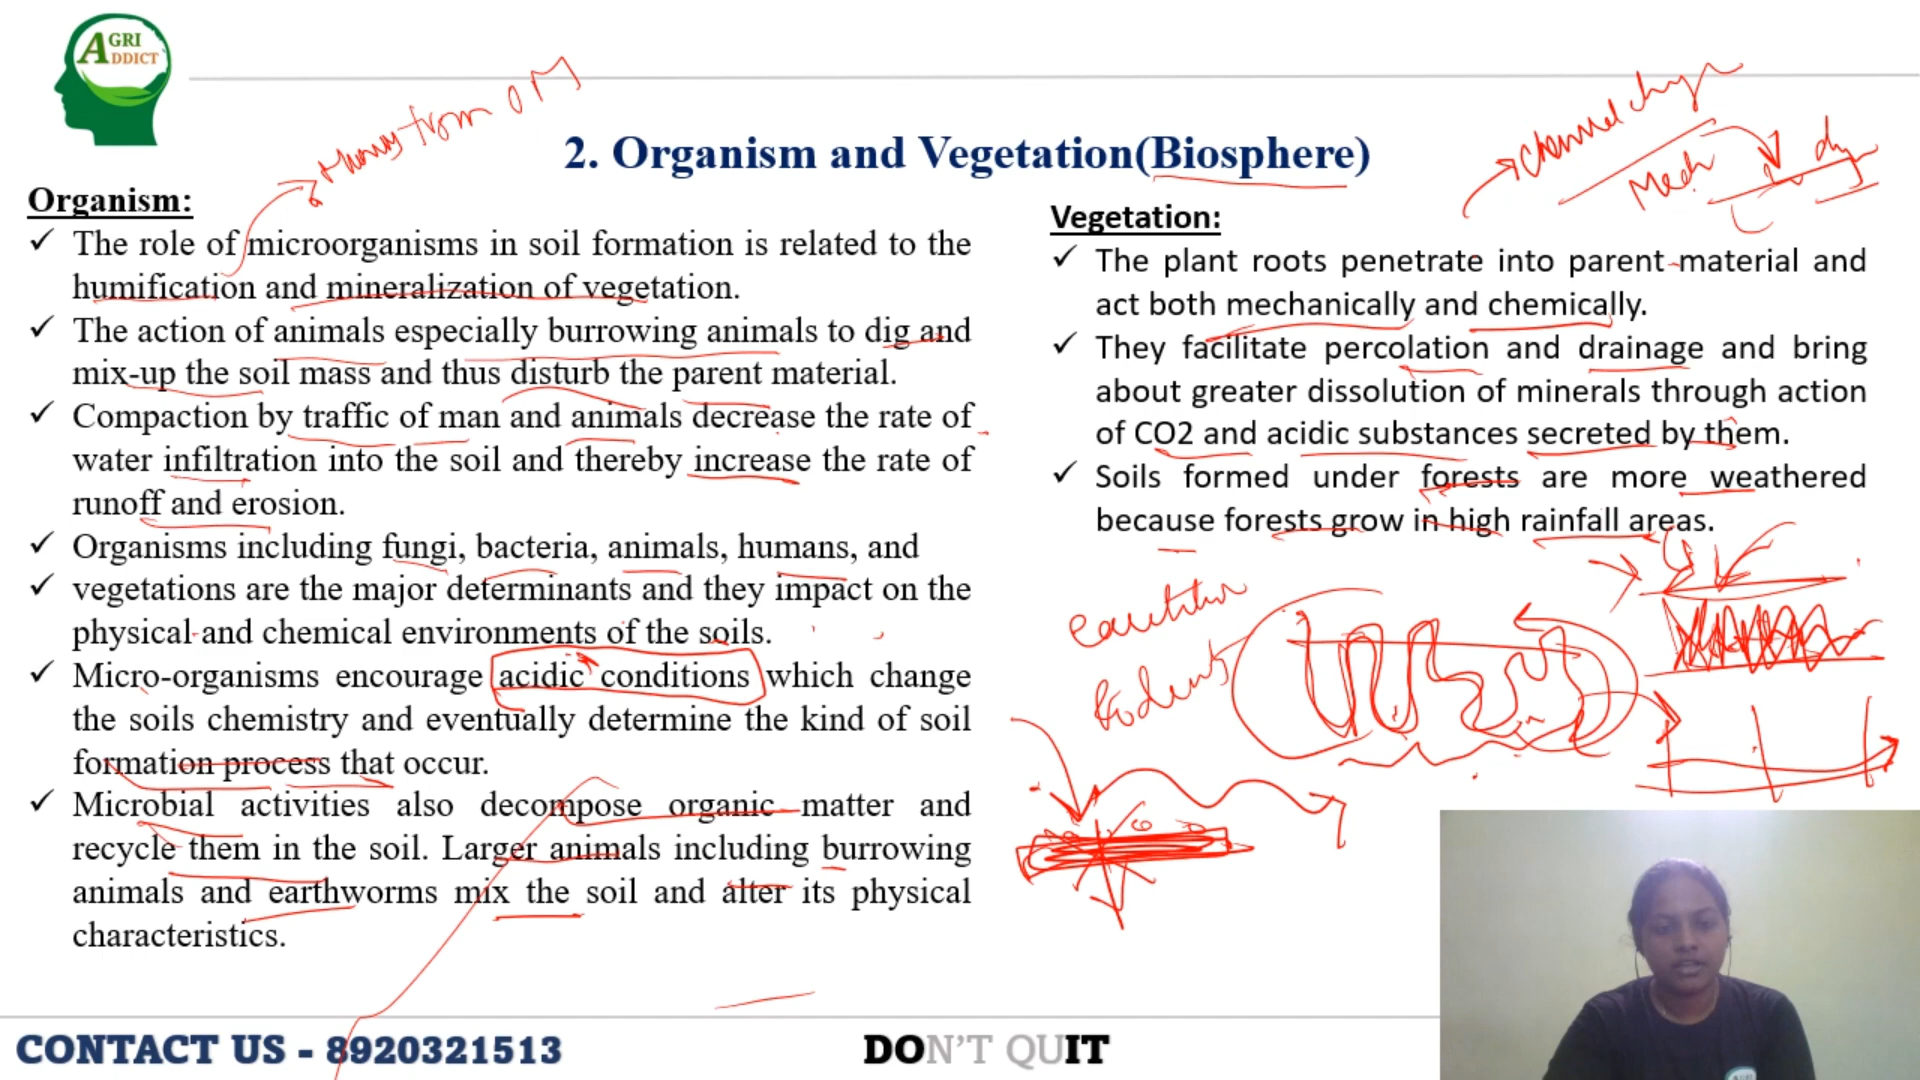 AGRI
ADDICT
from OM
2. Organism and Vegetation(Biosphere)
Organism:
✓ The role of microorganisms in soil formation is related to the
humification and mineralization of vegetation.
✓ The action of animals especially burrowing animals to dig and
mix-up the soil mass and thus disturb the parent material.
✓ Compaction by traffic of man and animals decrease the rate of
water infiltration into the soil and thereby increase the rate of
runoff and erosion.
✓ Organisms including fungi, bacteria, animals, humans, and
✓ vegetations are the major determinants and they impact on the
physical and chemical environments of the soils.
✓ Micro-organisms encourage acidic conditions which change
the soils chemistry and eventually determine the kind of soil
formation process that occur.
✓ Microbial activities also decompose organic matter and
recycle them in the soil. Larger animals including burrowing
animals and earthworms mix the soil and alter its physical
characteristics.
Mech
Vegetation:
✓ The plant roots penetrate into parent material and
act both mechanically and chemically.
✓ They facilitate percolation and drainage and bring
about greater dissolution of minerals through action
of CO2 and acidic substances secreted by them.
✓ Soils formed under forests are more weathered
because forests grow in high rainfall areas.
CONTACT US - 8920321513
DON'T QUIT